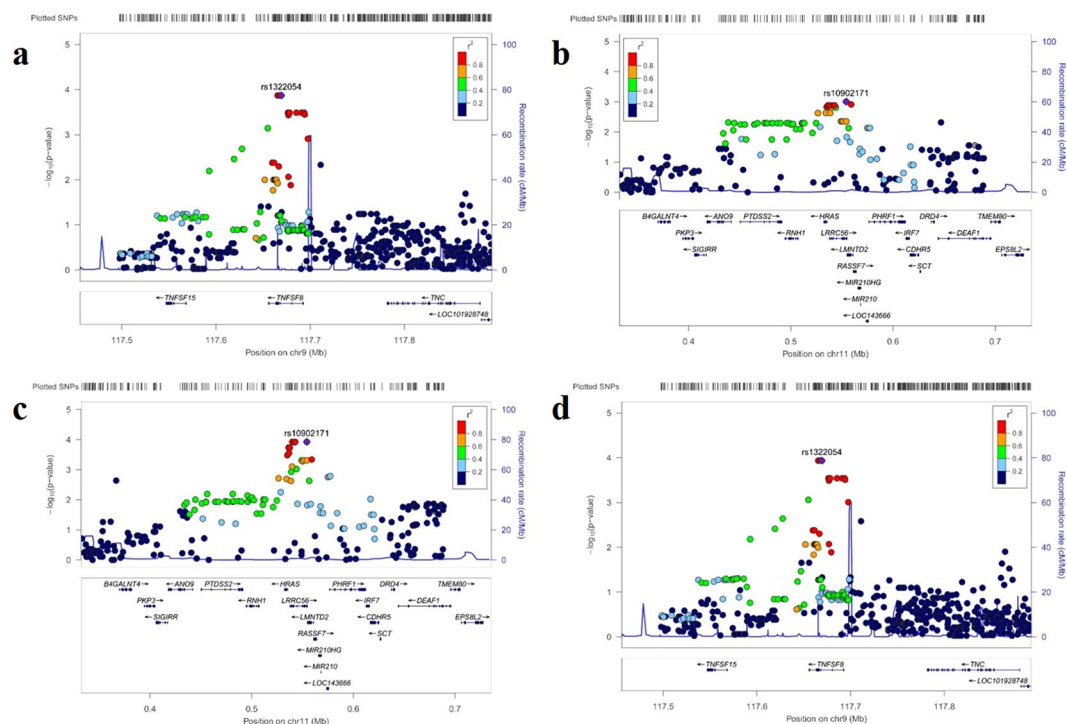 a
Plotted SNPs
r²
0.8
0.6
0.4
0.2
rs1322054
−log₁₀(p-value)
5
4
3
2
1
0
Recombination rate (cM/Mb)
100
80
60
40
20
0
←TNFSF15
←TNFSF8
←TNC
LOC101928748→
117.5
117.6
117.7
117.8
Position on chr9 (Mb)
b
Plotted SNPs
r²
0.8
0.6
0.4
0.2
rs10902171
−log₁₀(p-value)
5
4
3
2
1
0
Recombination rate (cM/Mb)
100
80
60
40
20
0
B4GALNT4→
←ANO9
PTDSS2→
←HRAS
PHRF1→
DRD4→
TMEM80→
PKP3→
←RNH1
←LRRC56
←IRF7
←DEAF1
←SIGIRR
←LMNTD2
←CDHR5
EPS8L2→
RASSF7→
←SCT
←MIR210HG
←MIR210
←LOC143666
0.4
0.5
0.6
0.7
Position on chr11 (Mb)
c
Plotted SNPs
r²
0.8
0.6
0.4
0.2
rs10902171
−log₁₀(p-value)
5
4
3
2
1
0
Recombination rate (cM/Mb)
100
80
60
40
20
0
B4GALNT4→
←ANO9
PTDSS2→
←HRAS
PHRF1→
DRD4→
TMEM80→
PKP3→
←RNH1
←IRF7
←DEAF1
←SIGIRR
←LMNTD2
←CDHR5
EPS8L2→
RASSF7→
←SCT
←MIR210HG
←MIR210
←LOC143666
0.4
0.5
0.6
0.7
Position on chr11 (Mb)
d
Plotted SNPs
r²
0.8
0.6
0.4
0.2
rs1322054
−log₁₀(p-value)
5
4
3
2
1
0
Recombination rate (cM/Mb)
100
80
60
40
20
0
←TNFSF15
←TNFSF8
←TNC
←LOC101928748
117.5
117.6
117.7
117.8
Position on chr9 (Mb)